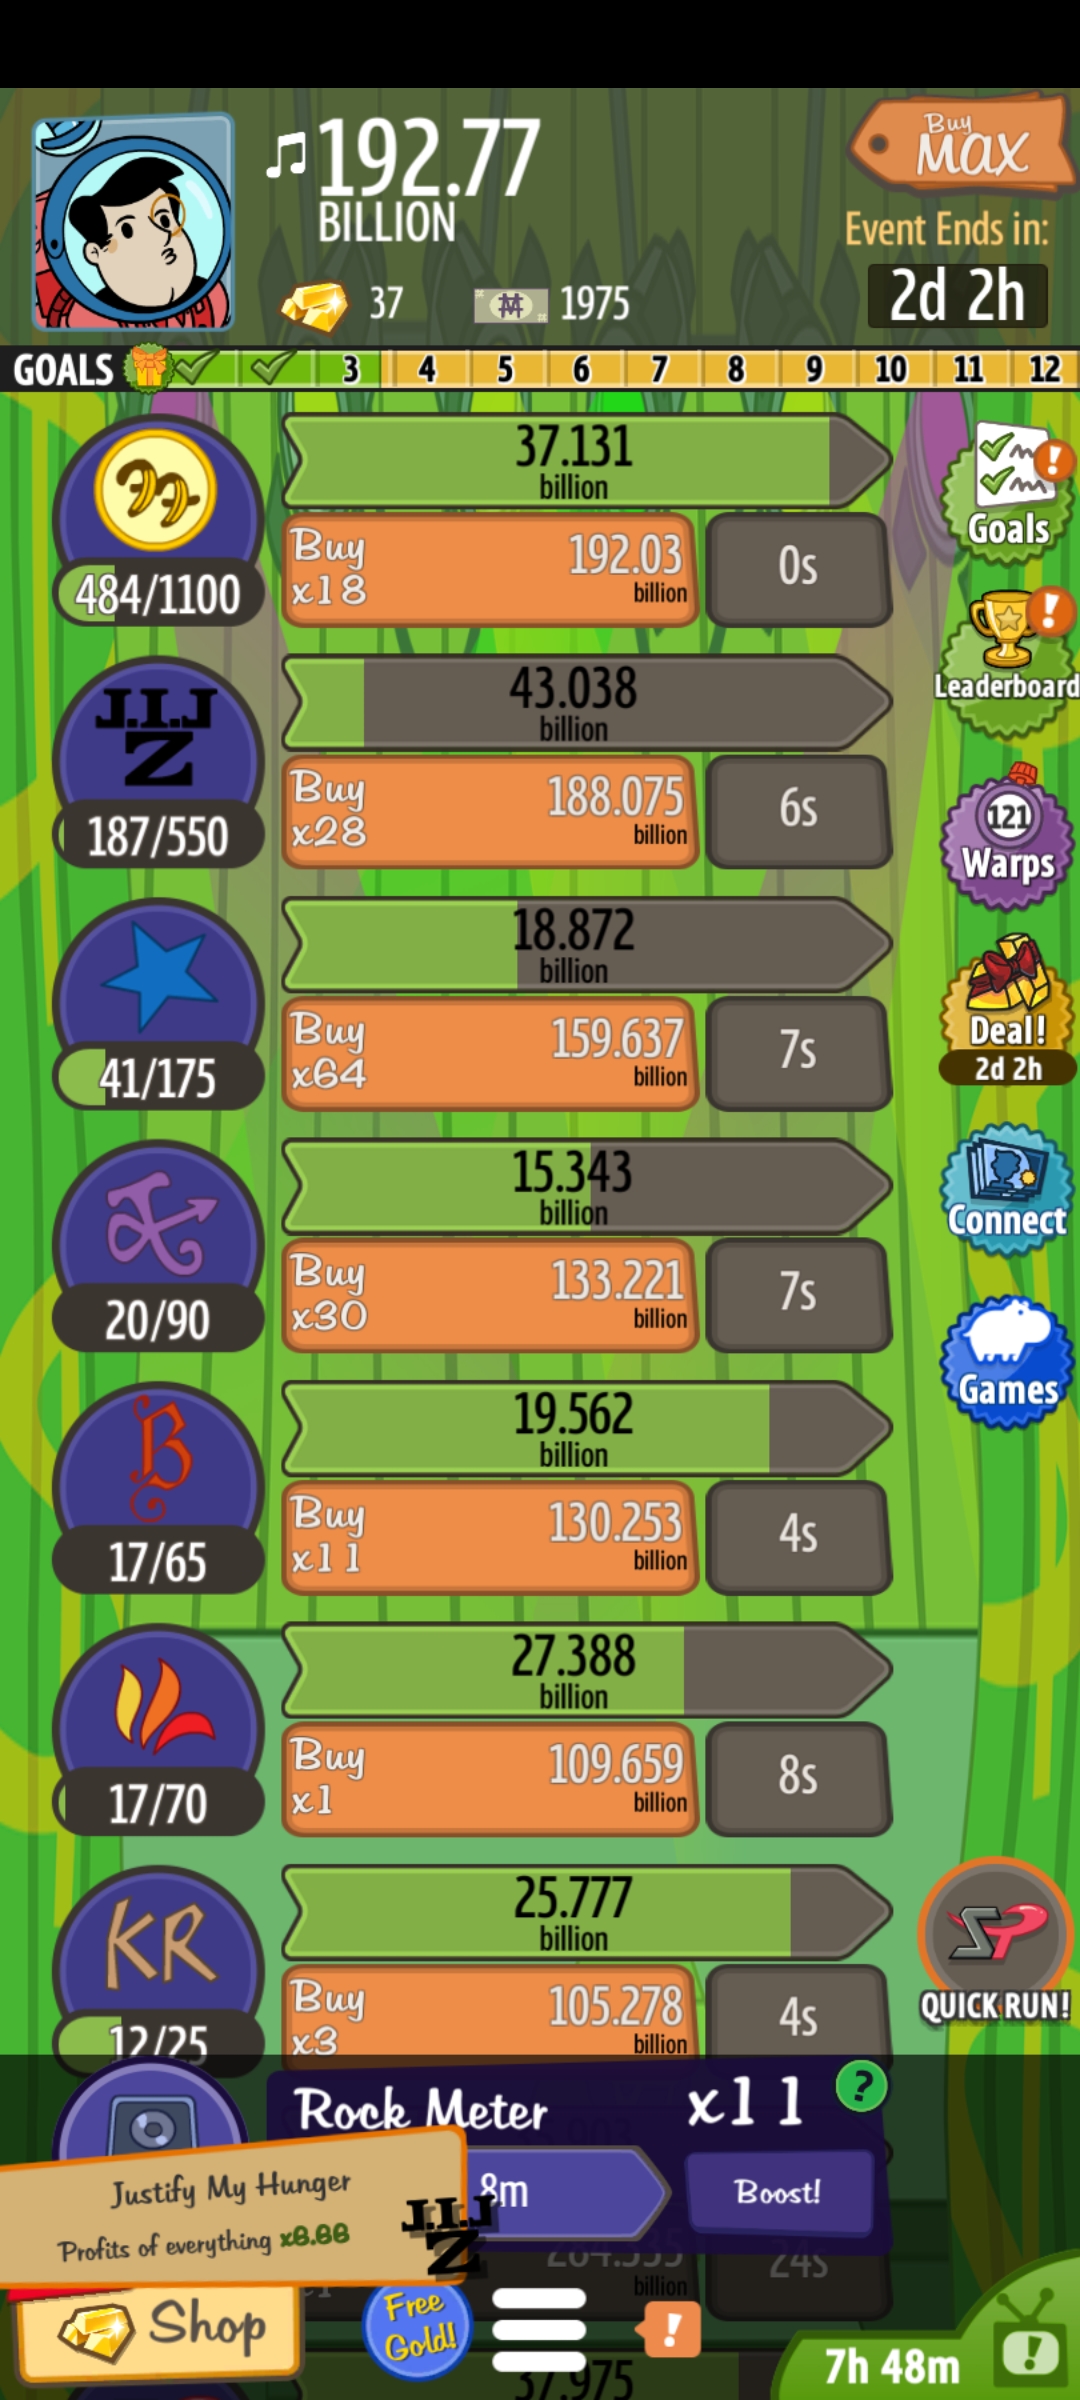 192.77
BILLION
Buy
MAX
Event Ends in:
2d 2h
37
1975
GOALS
3 4 5 6 7 8 9 10 11 12
37.131
billion
484/1100
Buy
x18
192.03
billion
0s
Goals
J.I.J
Z
43.038
billion
187/550
Buy
x28
188.075
billion
6s
Leaderboard
18.872
billion
41/175
Buy
x64
159.637
billion
7s
121
Warps
Deal!
2d 2h
15.343
billion
20/90
Buy
x30
133.221
billion
7s
Connect
B
19.562
billion
17/65
Buy
x11
130.253
billion
4s
Games
27.388
billion
17/70
Buy
x1
109.659
billion
8s
KR
25.777
billion
12/25
Buy
x3
105.278
billion
4s
QUICK RUN!
Rock Meter
x11
?
8m
Boost!
Justify My Hunger
Profits of everything x6.66
J.I.J
Z
billion
24s
Shop
Free
Gold!
!
7h 48m
37.975